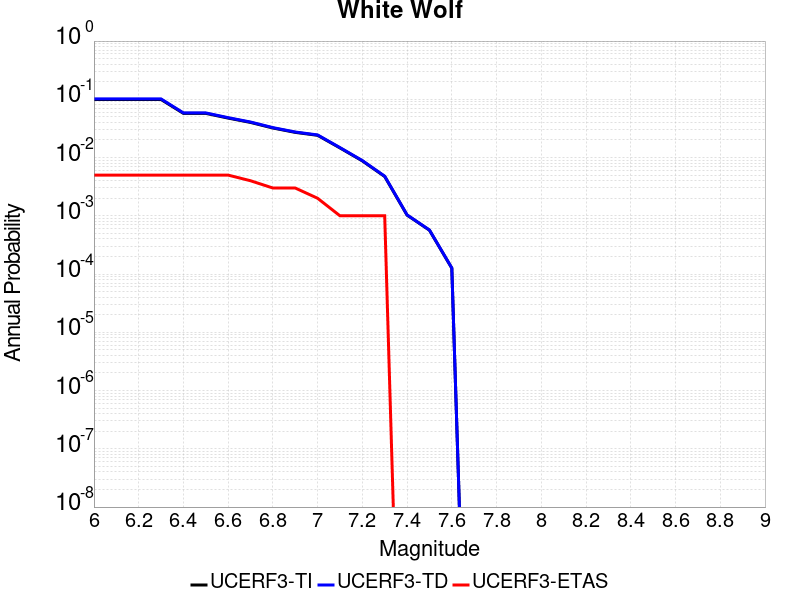 White Wolf
10^0
10^-1
10^-2
10^-3
10^-4
10^-5
10^-6
10^-7
10^-8
Annual Probability
6 6.2 6.4 6.6 6.8 7 7.2 7.4 7.6 7.8 8 8.2 8.4 8.6 8.8 9
Magnitude
UCERF3-TI UCERF3-TD UCERF3-ETAS